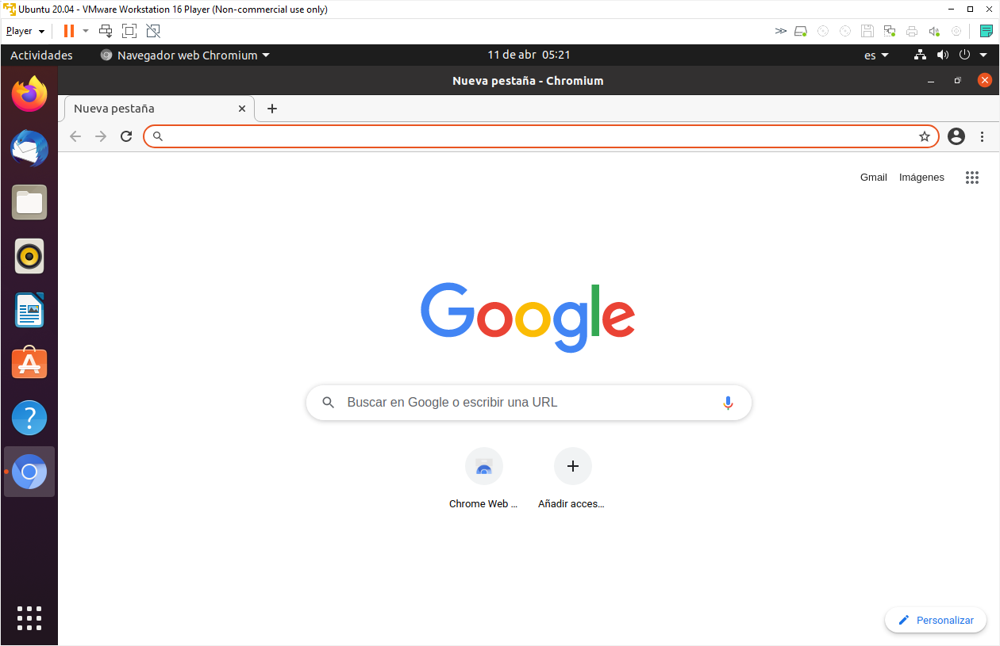 Ubuntu 20.04 - VMware Workstation 16 Player (Non-commercial use only)
Player
Actividades
Navegador web Chromium
11 de abr 05:21
es
Nueva pestaña - Chromium
Nueva pestaña
Gmail
Imágenes
Google
Buscar en Google o escribir una URL
Chrome Web ...
Añadir acces...
Personalizar